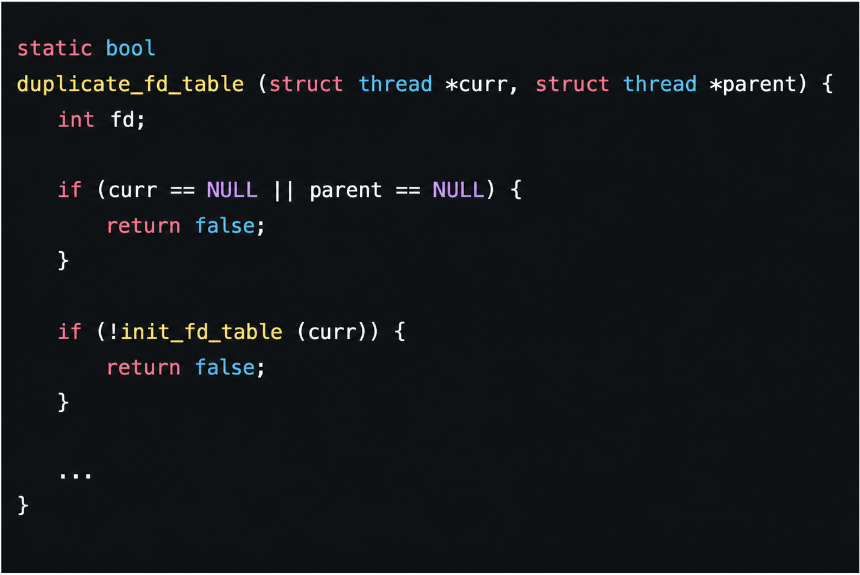 static bool
duplicate_fd_table (struct thread *curr, struct thread *parent) {
    int fd;

    if (curr == NULL || parent == NULL) {
        return false;
    }

    if (!init_fd_table (curr)) {
        return false;
    }

    ...
}